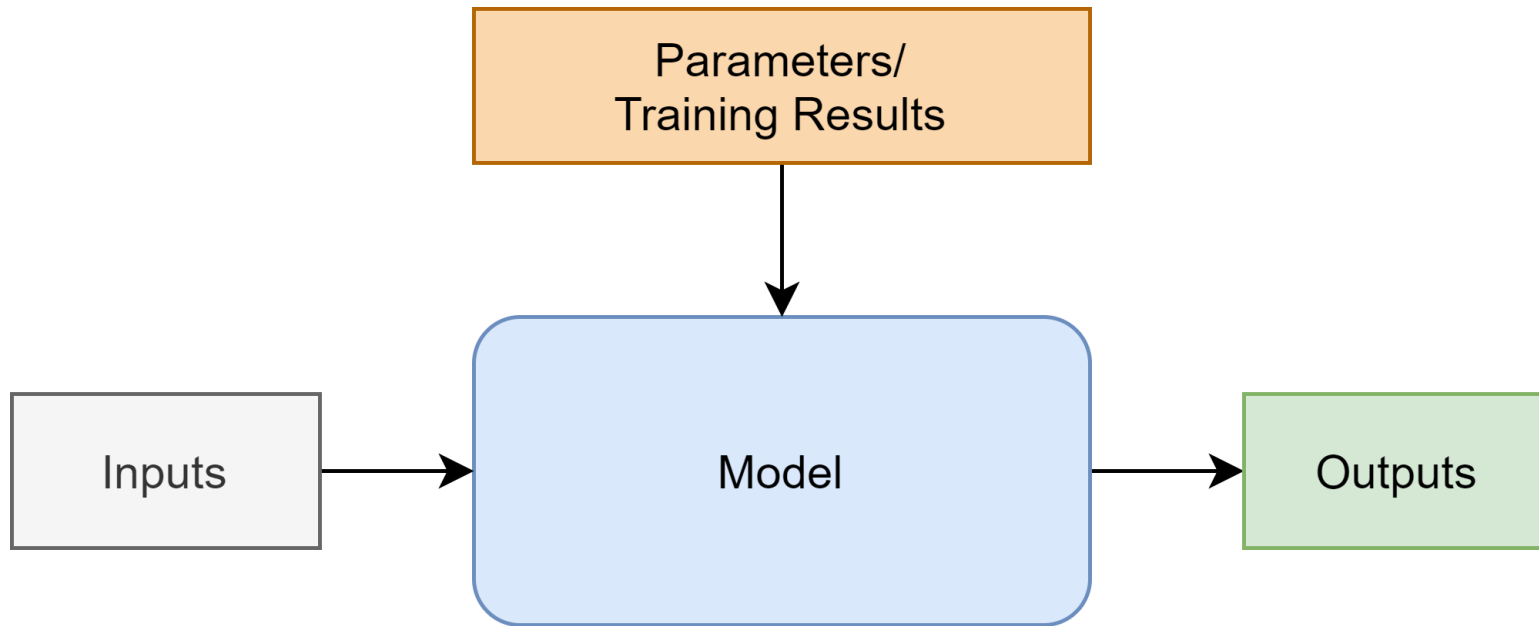 Parameters/
Training Results
Inputs
Model
Outputs